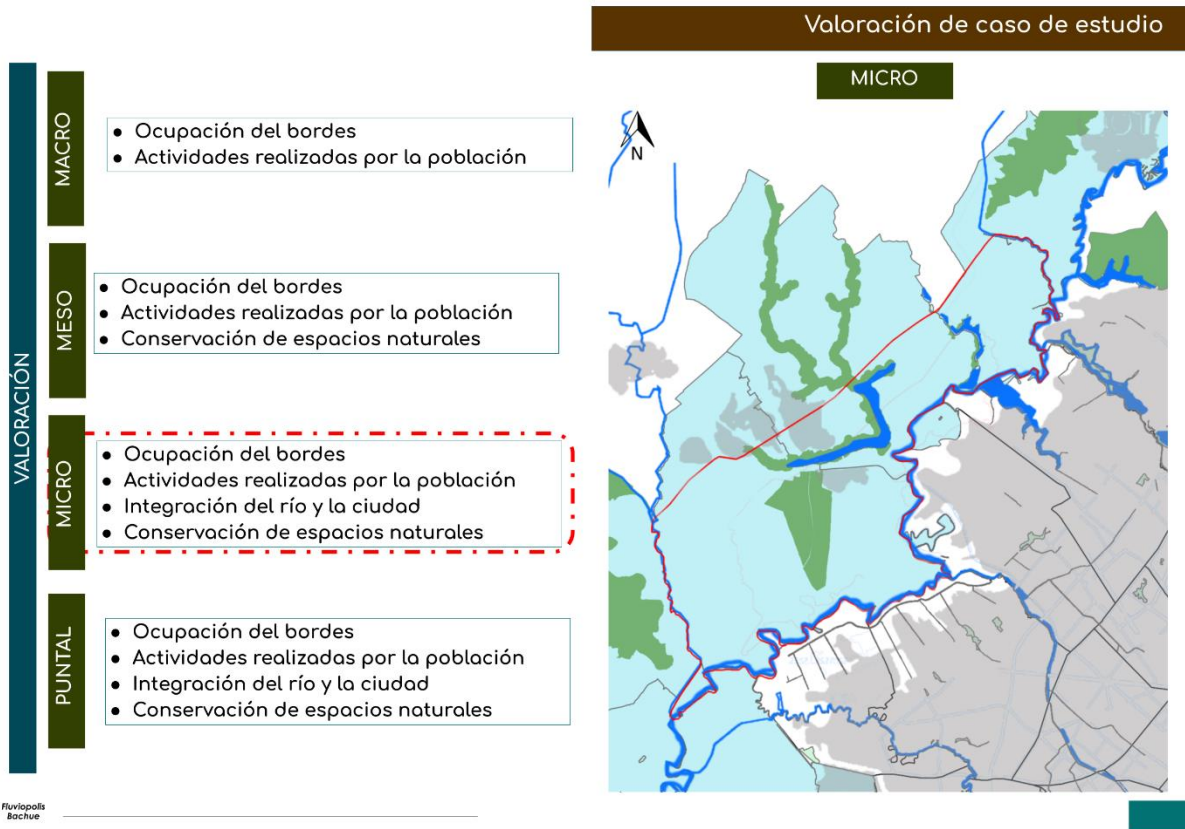 Valoración de caso de estudio
VALORACIÓN
MACRO
● Ocupación del bordes
● Actividades realizadas por la población
MESO
● Ocupación del bordes
● Actividades realizadas por la población
● Conservación de espacios naturales
MICRO
● Ocupación del bordes
● Actividades realizadas por la población
● Integración del río y la ciudad
● Conservación de espacios naturales
PUNTAL
● Ocupación del bordes
● Actividades realizadas por la población
● Integración del río y la ciudad
● Conservación de espacios naturales
MICRO
N
Fluviopolis
Bachue